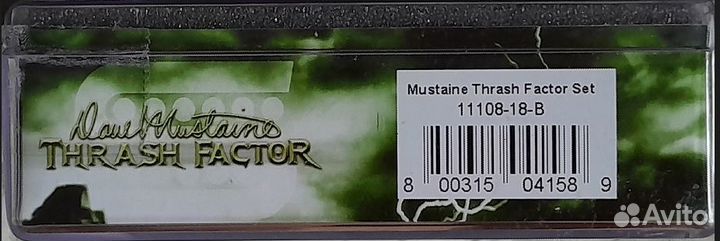 Dave Mustaine
THRASH FACTOR
Mustaine Thrash Factor Set
11108-18-B
8 00315 04158 9
Avito